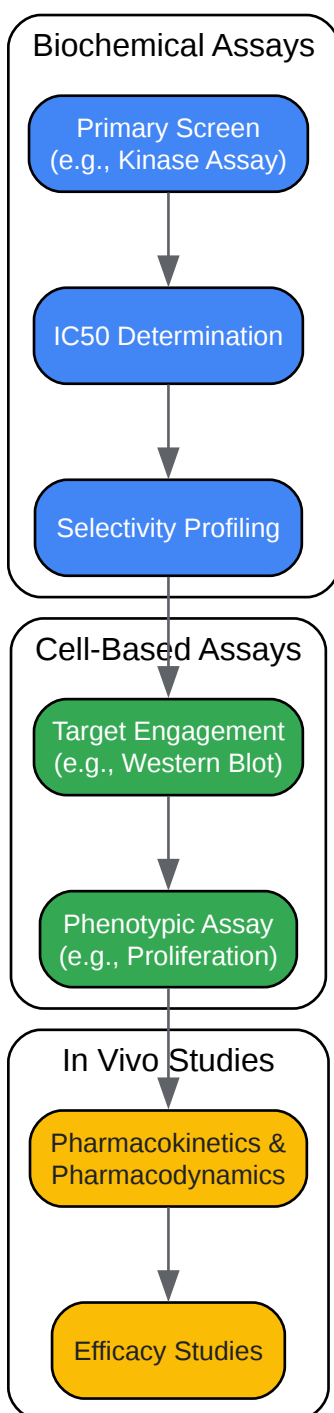 Biochemical Assays
Primary Screen
(e.g., Kinase Assay)
IC50 Determination
Selectivity Profiling
Cell-Based Assays
Target Engagement
(e.g., Western Blot)
Phenotypic Assay
(e.g., Proliferation)
In Vivo Studies
Pharmacokinetics &
Pharmacodynamics
Efficacy Studies